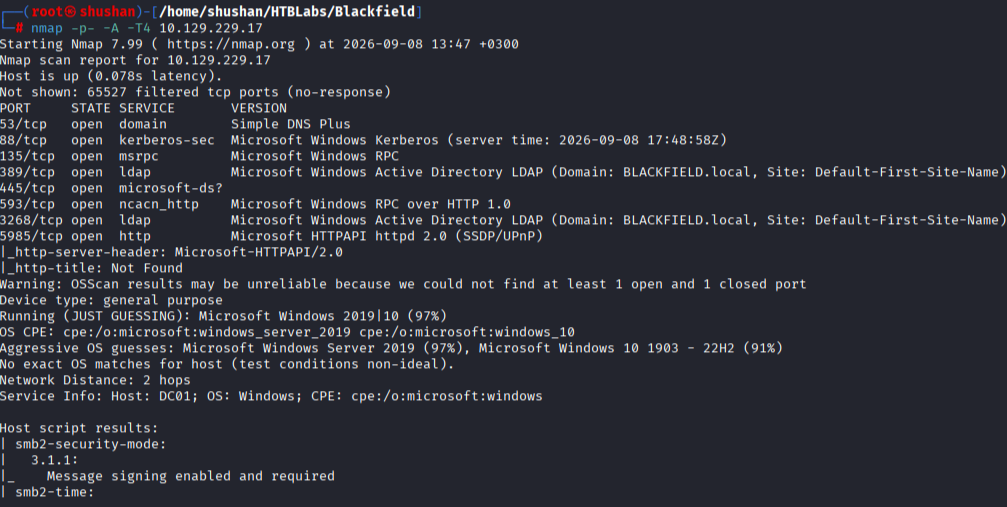 ┌──(root㉿shushan)-[/home/shushan/HTBLabs/Blackfield]
└─# nmap -p- -A -T4 10.129.229.17
Starting Nmap 7.99 ( https://nmap.org ) at 2026-09-08 13:47 +0300
Nmap scan report for 10.129.229.17
Host is up (0.078s latency).
Not shown: 65527 filtered tcp ports (no-response)
PORT     STATE SERVICE       VERSION
53/tcp   open  domain        Simple DNS Plus
88/tcp   open  kerberos-sec  Microsoft Windows Kerberos (server time: 2026-09-08 17:48:58Z)
135/tcp  open  msrpc         Microsoft Windows RPC
389/tcp  open  ldap          Microsoft Windows Active Directory LDAP (Domain: BLACKFIELD.local, Site: Default-First-Site-Name)
445/tcp  open  microsoft-ds?
593/tcp  open  ncacn_http    Microsoft Windows RPC over HTTP 1.0
3268/tcp open  ldap          Microsoft Windows Active Directory LDAP (Domain: BLACKFIELD.local, Site: Default-First-Site-Name)
5985/tcp open  http          Microsoft HTTPAPI httpd 2.0 (SSDP/UPnP)
|_http-server-header: Microsoft-HTTPAPI/2.0
|_http-title: Not Found
Warning: OSScan results may be unreliable because we could not find at least 1 open and 1 closed port
Device type: general purpose
Running (JUST GUESSING): Microsoft Windows 2019|10 (97%)
OS CPE: cpe:/o:microsoft:windows_server_2019 cpe:/o:microsoft:windows_10
Aggressive OS guesses: Microsoft Windows Server 2019 (97%), Microsoft Windows 10 1903 - 22H2 (91%)
No exact OS matches for host (test conditions non-ideal).
Network Distance: 2 hops
Service Info: Host: DC01; OS: Windows; CPE: cpe:/o:microsoft:windows

Host script results:
| smb2-security-mode:
|   3.1.1:
|_    Message signing enabled and required
| smb2-time: